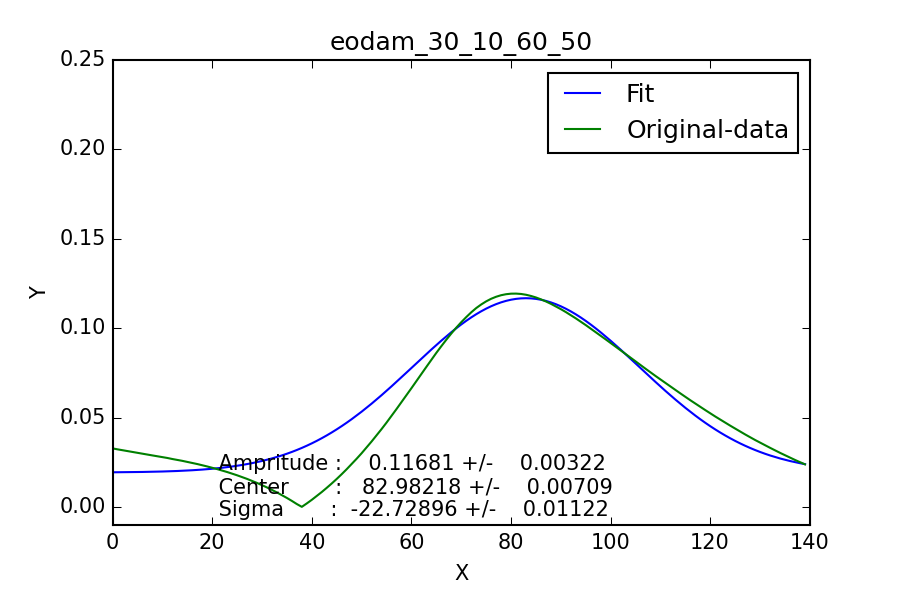 eodam_30_10_60_50
0.25
0.20
0.15
0.10
0.05
0.00
Y
Fit
Original-data
Ampritude : 0.11681 +/- 0.00322
Center : 82.98218 +/- 0.00709
Sigma : -22.72896 +/- 0.01122
0 20 40 60 80 100 120 140
X